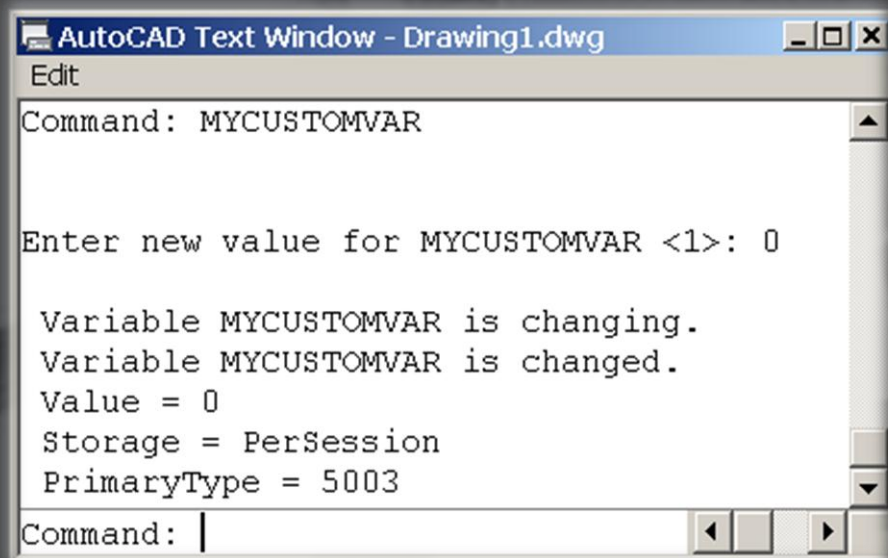 AutoCAD Text Window - Drawing1.dwg
Edit
Command: MYCUSTOMVAR
Enter new value for MYCUSTOMVAR <1>: 0
Variable MYCUSTOMVAR is changing.
Variable MYCUSTOMVAR is changed.
Value = 0
Storage = PerSession
PrimaryType = 5003
Command: